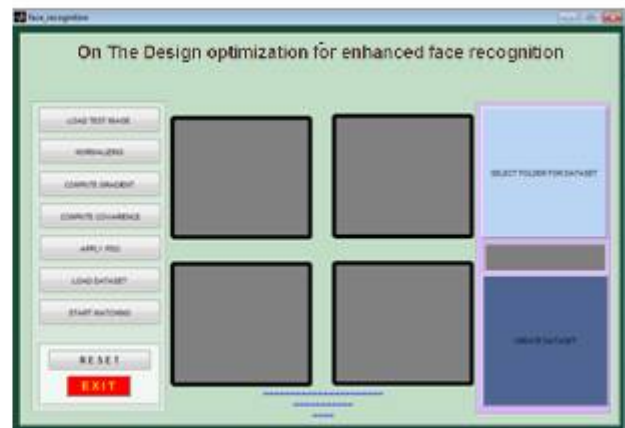 face_recognition
On The Design optimization for enhanced face recognition
LOAD TEST IMAGE
NORMALIZING
COMPUTE GRADIENT
COMPUTE COVARIENCE
APPLY
LOAD DATASET
START MATCHING
RESET
EXIT
SELECT FOLDER FOR DATASET
CREATE DATASET